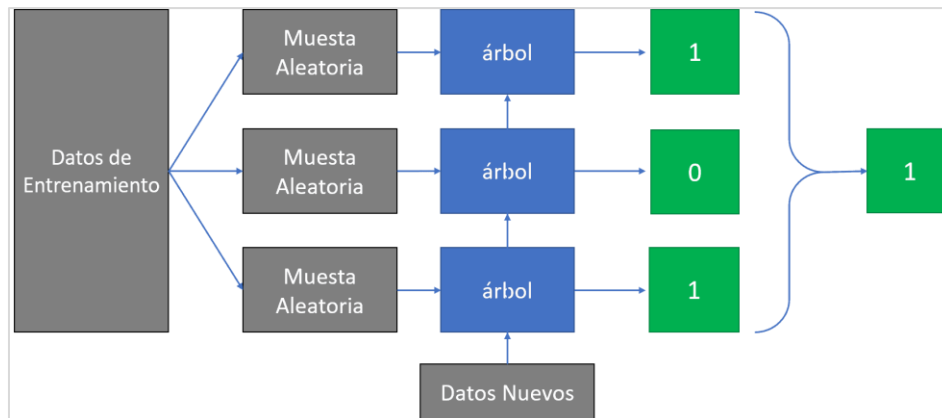 Datos de
Entrenamiento
Muesta
Aleatoria
árbol
1
Muesta
Aleatoria
árbol
0
1
Muesta
Aleatoria
árbol
1
Datos Nuevos